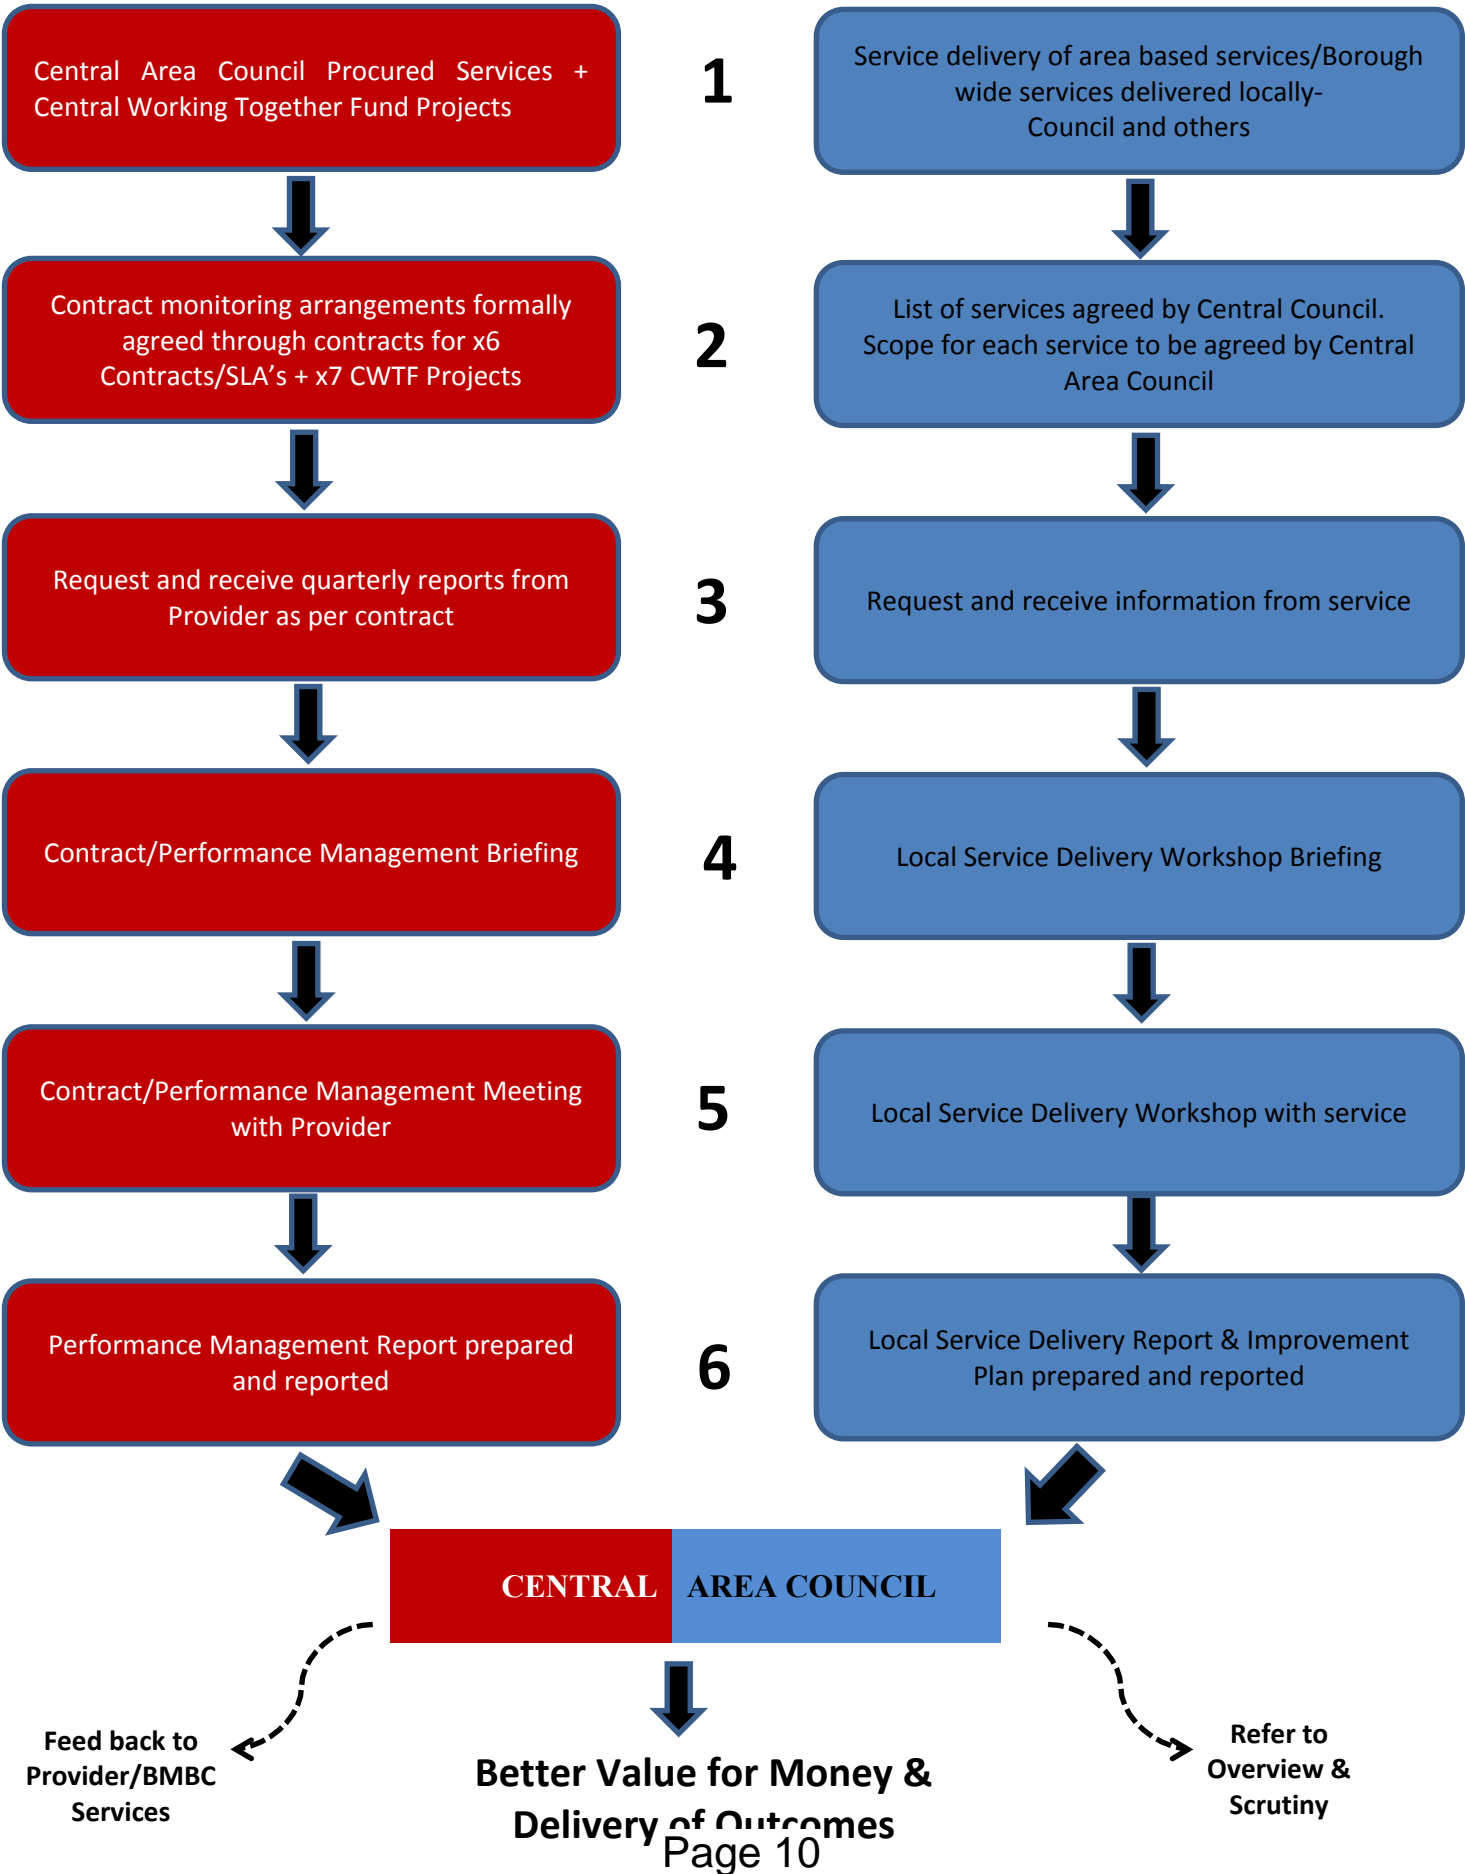 Central Area Council Procured Services +
Central Working Together Fund Projects
1
Service delivery of area based services/Borough
wide services delivered locally-
Council and others
Contract monitoring arrangements formally
agreed through contracts for x6
Contracts/SLA's + x7 CWTF Projects
2
List of services agreed by Central Council.
Scope for each service to be agreed by Central
Area Council
Request and receive quarterly reports from
Provider as per contract
3
Request and receive information from service
Contract/Performance Management Briefing
4
Local Service Delivery Workshop Briefing
Contract/Performance Management Meeting
with Provider
5
Local Service Delivery Workshop with service
Performance Management Report prepared
and reported
6
Local Service Delivery Report & Improvement
Plan prepared and reported
CENTRAL AREA COUNCIL
Feed back to
Provider/BMBC
Services
Better Value for Money &
Delivery of Outcomes
Refer to
Overview &
Scrutiny
Page 10